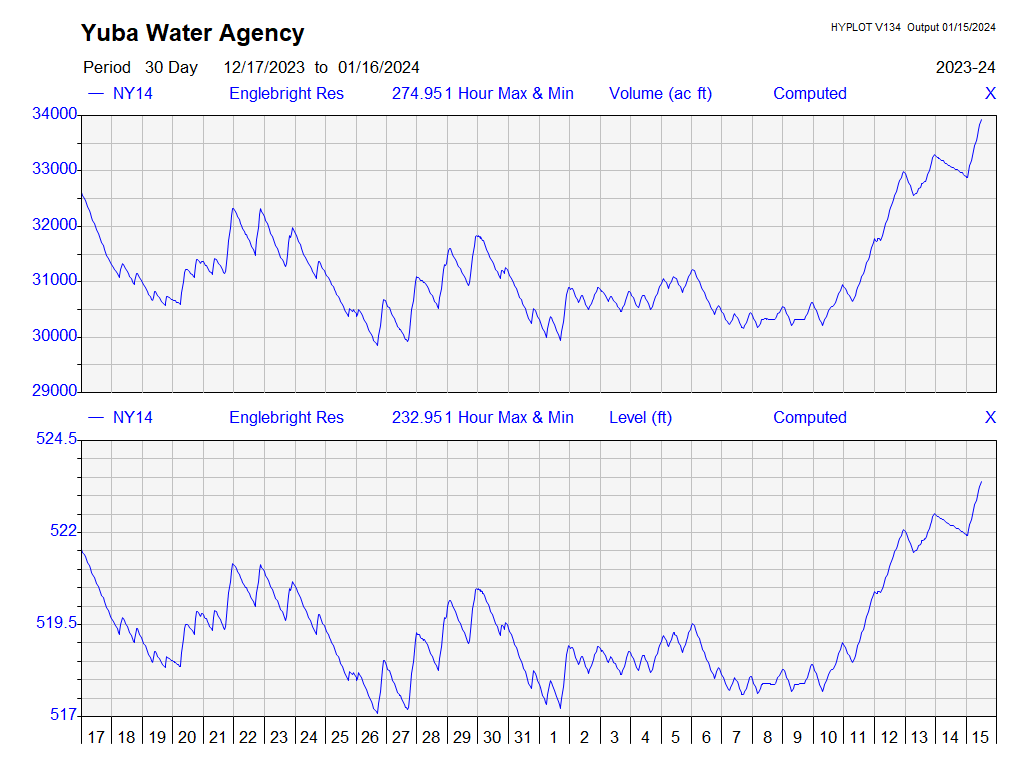 Yuba Water Agency
HYPLOT V134 Output 01/15/2024
Period 30 Day 12/17/2023 to 01/16/2024 2023-24
NY14 Englebright Res 274.951 Hour Max & Min Volume (ac ft) Computed X
34000
33000
32000
31000
30000
29000
NY14 Englebright Res 232.951 Hour Max & Min Level (ft) Computed X
524.5
522
519.5
517
17 18 19 20 21 22 23 24 25 26 27 28 29 30 31 1 2 3 4 5 6 7 8 9 10 11 12 13 14 15